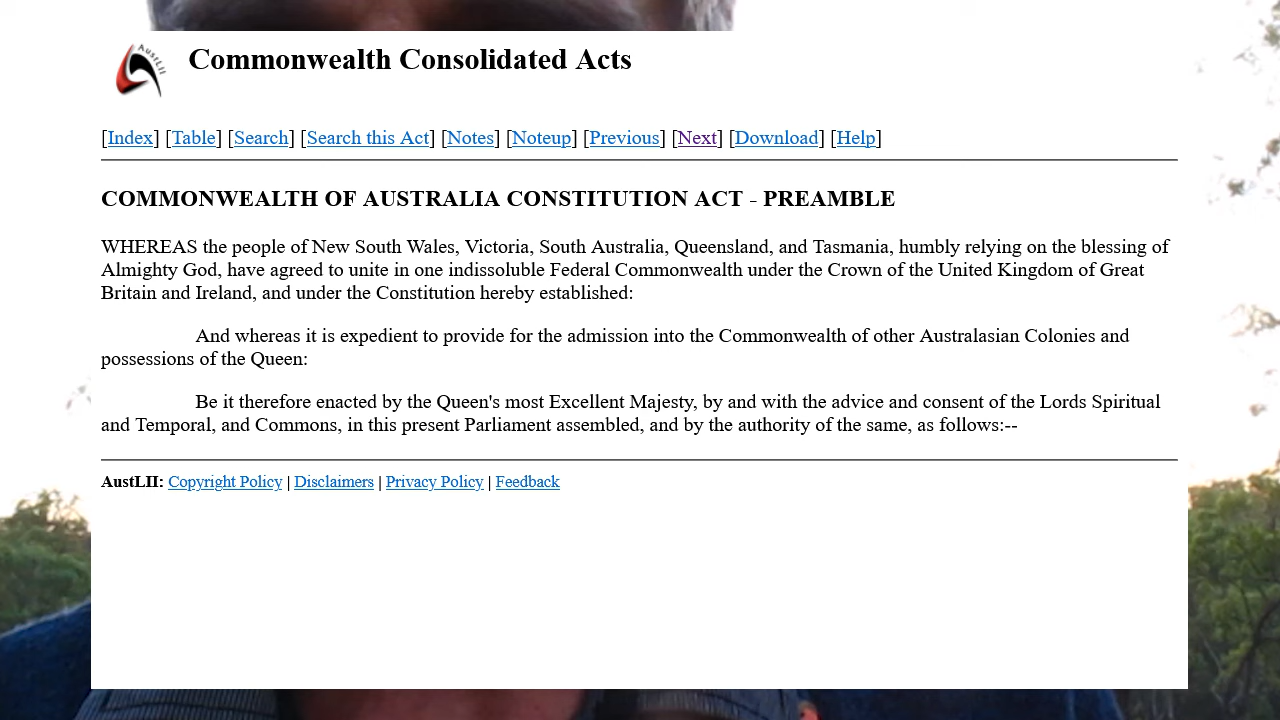 AustLII
Commonwealth Consolidated Acts
[Index] [Table] [Search] [Search this Act] [Notes] [Noteup] [Previous] [Next] [Download] [Help]
COMMONWEALTH OF AUSTRALIA CONSTITUTION ACT - PREAMBLE
WHEREAS the people of New South Wales, Victoria, South Australia, Queensland, and Tasmania, humbly relying on the blessing of
Almighty God, have agreed to unite in one indissoluble Federal Commonwealth under the Crown of the United Kingdom of Great
Britain and Ireland, and under the Constitution hereby established:
And whereas it is expedient to provide for the admission into the Commonwealth of other Australasian Colonies and
possessions of the Queen:
Be it therefore enacted by the Queen's most Excellent Majesty, by and with the advice and consent of the Lords Spiritual
and Temporal, and Commons, in this present Parliament assembled, and by the authority of the same, as follows:--
AustLII: Copyright Policy | Disclaimers | Privacy Policy | Feedback